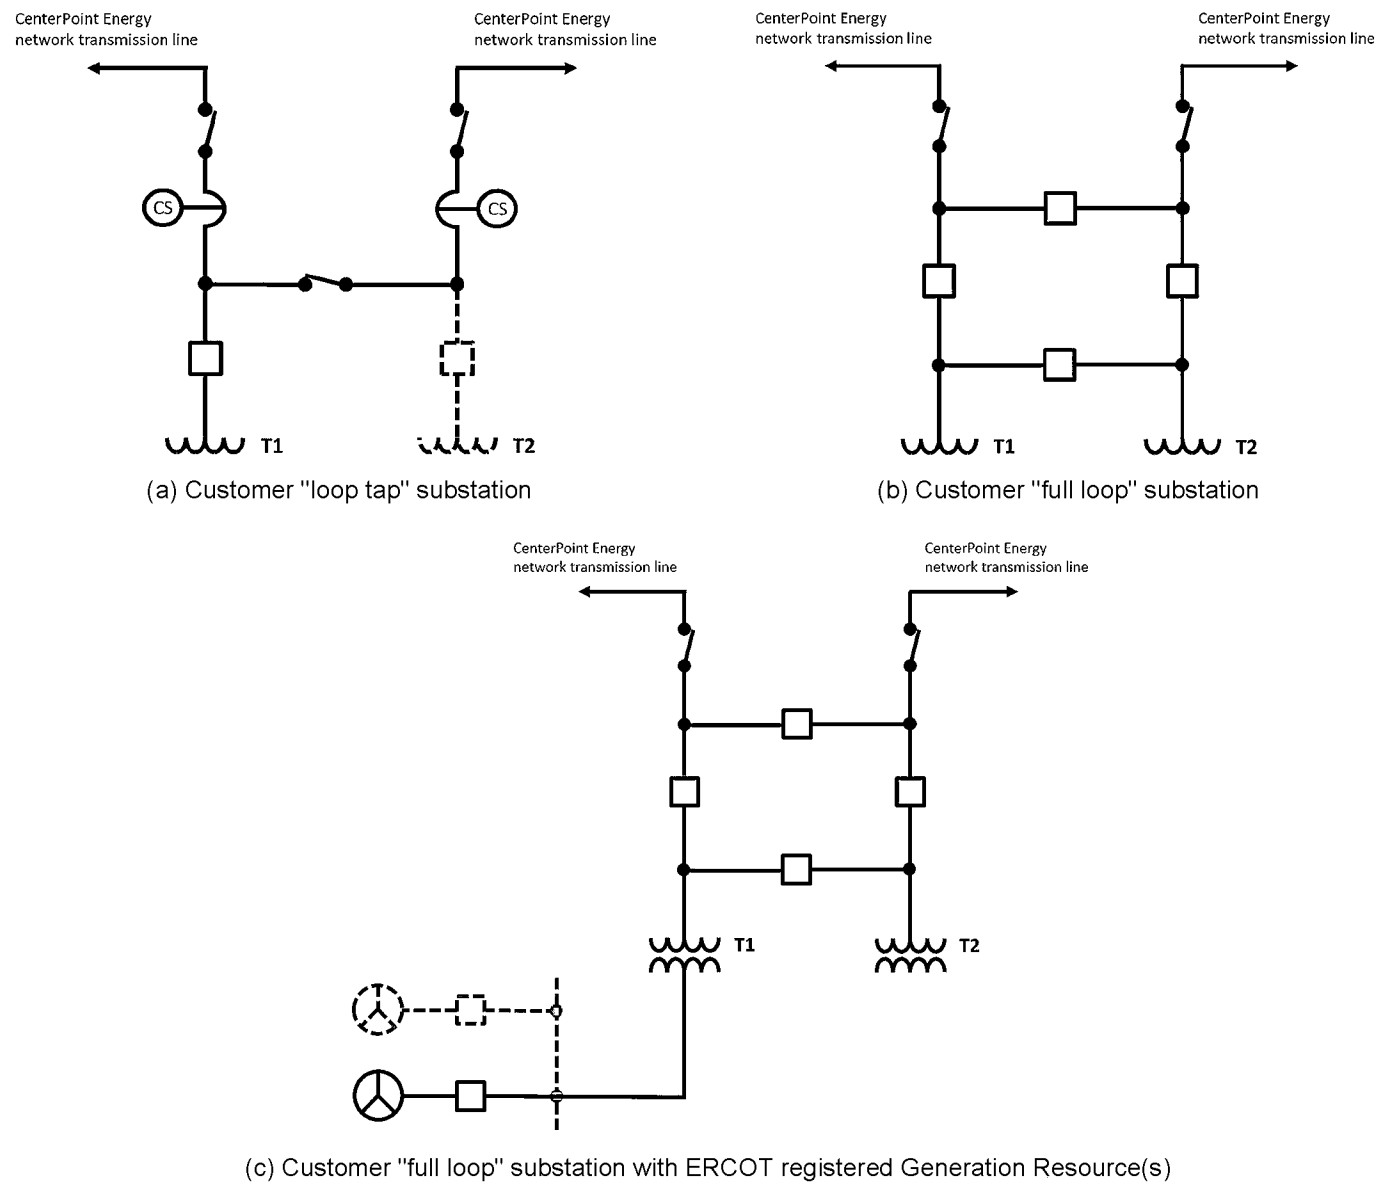 CenterPoint Energy
network transmission line
CenterPoint Energy
network transmission line
CS
CS
T1
T2
(a) Customer "loop tap" substation
CenterPoint Energy
network transmission line
CenterPoint Energy
network transmission line
T1
T2
(b) Customer "full loop" substation
CenterPoint Energy
network transmission line
CenterPoint Energy
network transmission line
T1
T2
(c) Customer "full loop" substation with ERCOT registered Generation Resource(s)